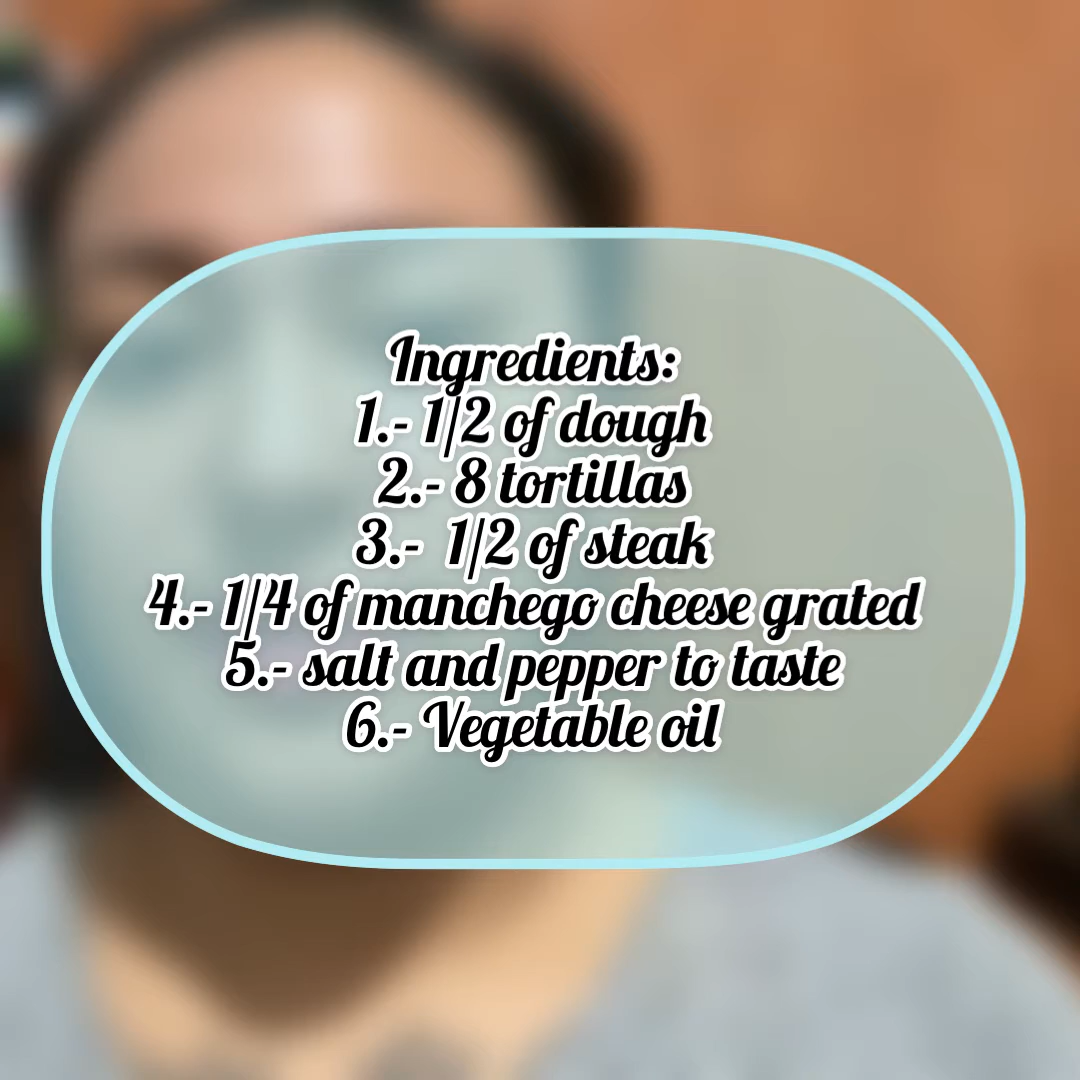 Ingredients:
1.- 1/2 of dough
2.- 8 tortillas
3.- 1/2 of steak
4.- 1/4 of manchego cheese grated
5.- salt and pepper to taste
6.- Vegetable oil